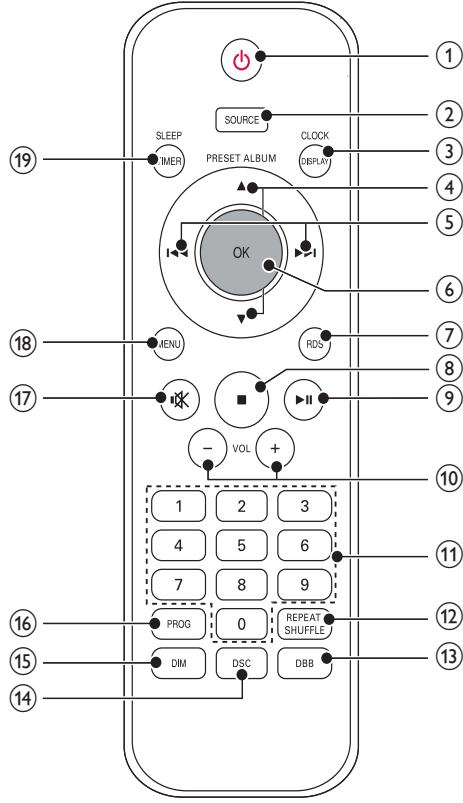 1
SOURCE
2
SLEEP
CLOCK
19
TIMER
PRESET ALBUM
DISPLAY
3
4
5
OK
6
18
MENU
RDS
7
8
17
9
VOL
− +
10
1 2 3
4 5 6
11
7 8 9
16
PROG
0
REPEAT
SHUFFLE
12
15
DIM
DSC
DBB
13
14